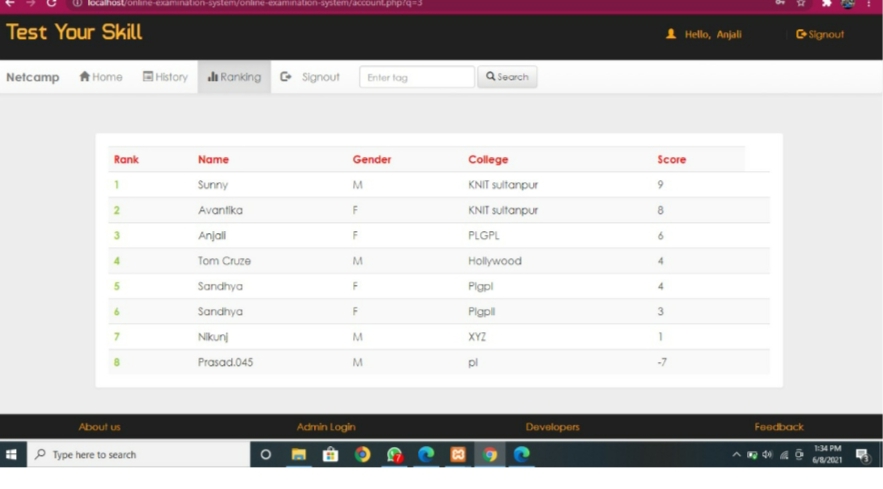 localhost/online-examination-system/online-examination-system/account.php?q=3
Test Your Skill Hello, Anjali Signout
Netcamp Home History Ranking Signout Enter tag Search
Rank Name Gender College Score
1 Sunny M KNIT sultanpur 9
2 Avantika F KNIT sultanpur 8
3 Anjali F PLGPL 6
4 Tom Cruze M Hollywood 4
5 Sandhya F Plgpl 4
6 Sandhya F Plgpll 3
7 Nikunj M XYZ 1
8 Prasad.045 M pl -7
About us Admin Login Developers Feedback
Type here to search 1:34 PM
6/8/2021